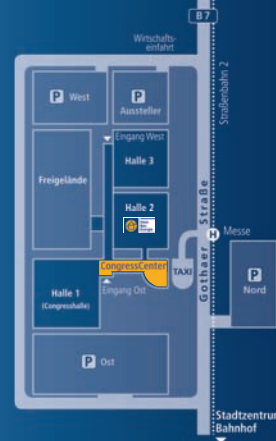 B 7
Wirtschafts-
einfahrt
Straßenbahn 2
P West
P
Aussteller
Eingang West
Halle 3
Freigelände
Halle 2
Gothaer Straße
H Messe
CongressCenter
TAXI
P
Nord
Halle 1
(Congresshalle)
Eingang Ost
P Ost
Stadtzentrum
Bahnhof